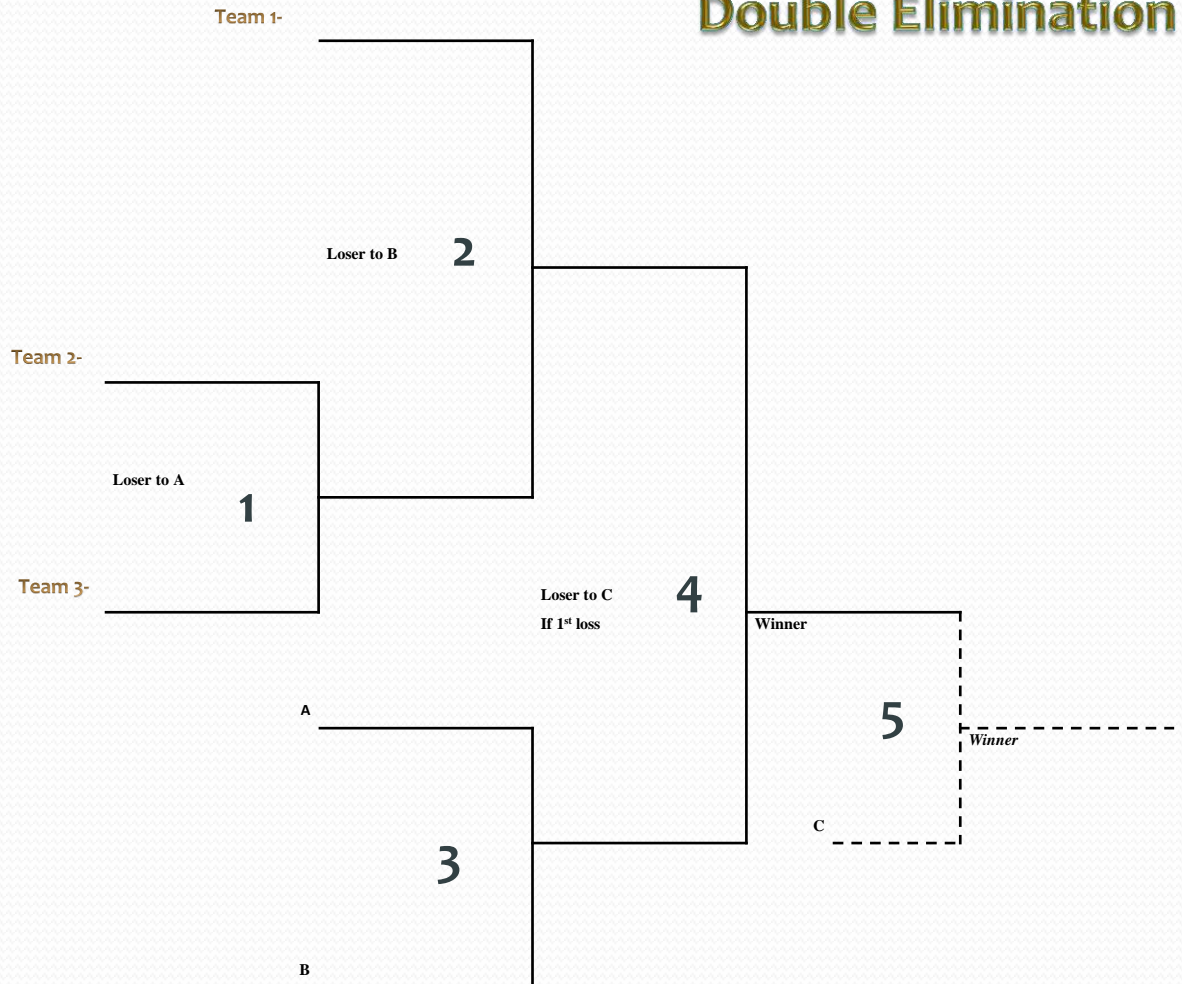 Double Elimination
Team 1-
Loser to B
2
Team 2-
Loser to A
1
Team 3-
Loser to C
If 1st loss
4
Winner
A
5
Winner
C
3
B